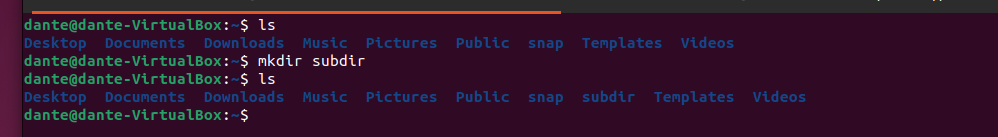 dante@dante-VirtualBox:~$ ls
Desktop  Documents  Downloads  Music  Pictures  Public  snap  Templates  Videos
dante@dante-VirtualBox:~$ mkdir subdir
dante@dante-VirtualBox:~$ ls
Desktop  Documents  Downloads  Music  Pictures  Public  snap  subdir  Templates  Videos
dante@dante-VirtualBox:~$